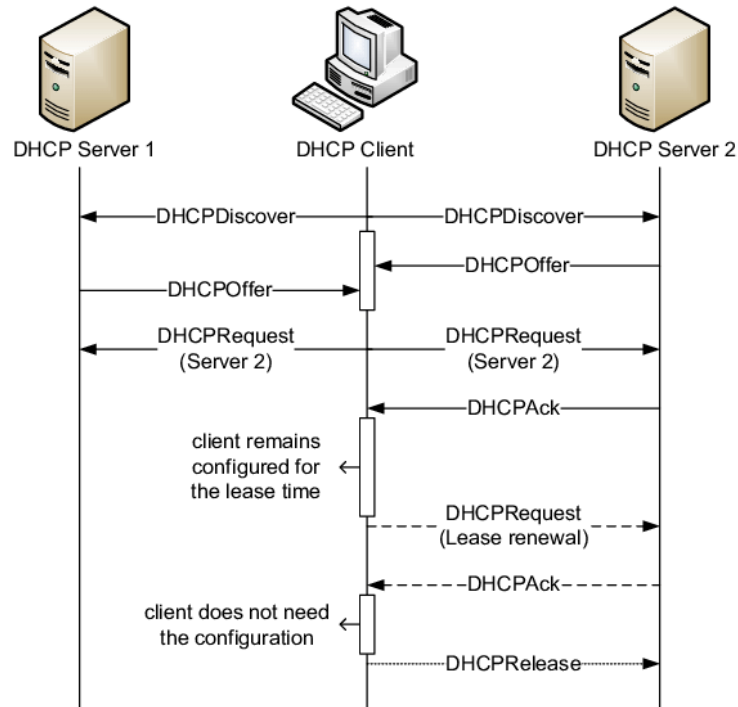 DHCP Server 1
DHCP Client
DHCP Server 2
DHCPDiscover
DHCPDiscover
DHCPOffer
DHCPOffer
DHCPRequest
(Server 2)
DHCPRequest
(Server 2)
DHCPAck
client remains
configured for
the lease time
DHCPRequest
(Lease renewal)
DHCPAck
client does not need
the configuration
DHCPRelease